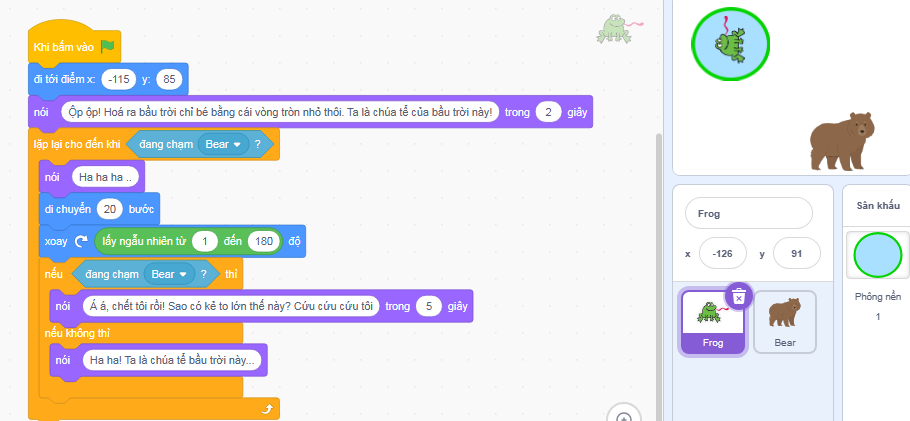 Khi bấm vào
đi tới điểm x: -115 y: 85
nói Ộp ộp! Hoá ra bầu trời chỉ bé bằng cái vòng tròn nhỏ thôi. Ta là chúa tể của bầu trời này! trong 2 giây
lặp lại cho đến khi đang chạm Bear ?
nói Ha ha ha ..
di chuyển 20 bước
xoay lấy ngẫu nhiên từ 1 đến 180 độ
nếu đang chạm Bear ? thì
nói Á á, chết tôi rồi! Sao có kẻ to lớn thế này? Cứu cứu cứu tôi trong 5 giây
nếu không thì
nói Ha ha! Ta là chúa tể bầu trời này...
Frog
x -126 y 91
Frog
Bear
Sân khấu
Phông nền
1